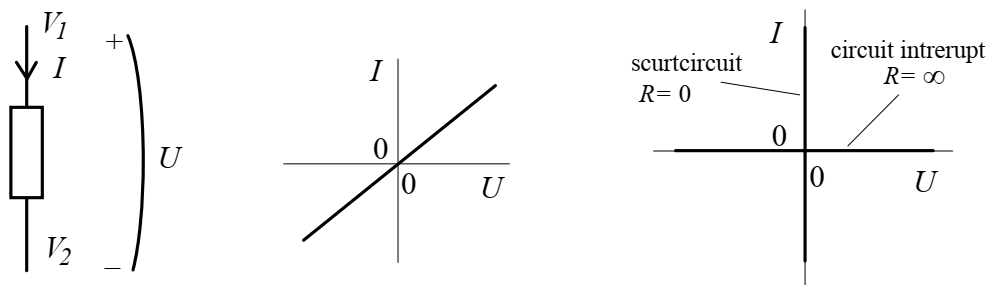 V1
+
I
U
V2
−
I
0
0
U
I
scurtcircuit
R= 0
circuit intrerupt
R= ∞
0
0
U